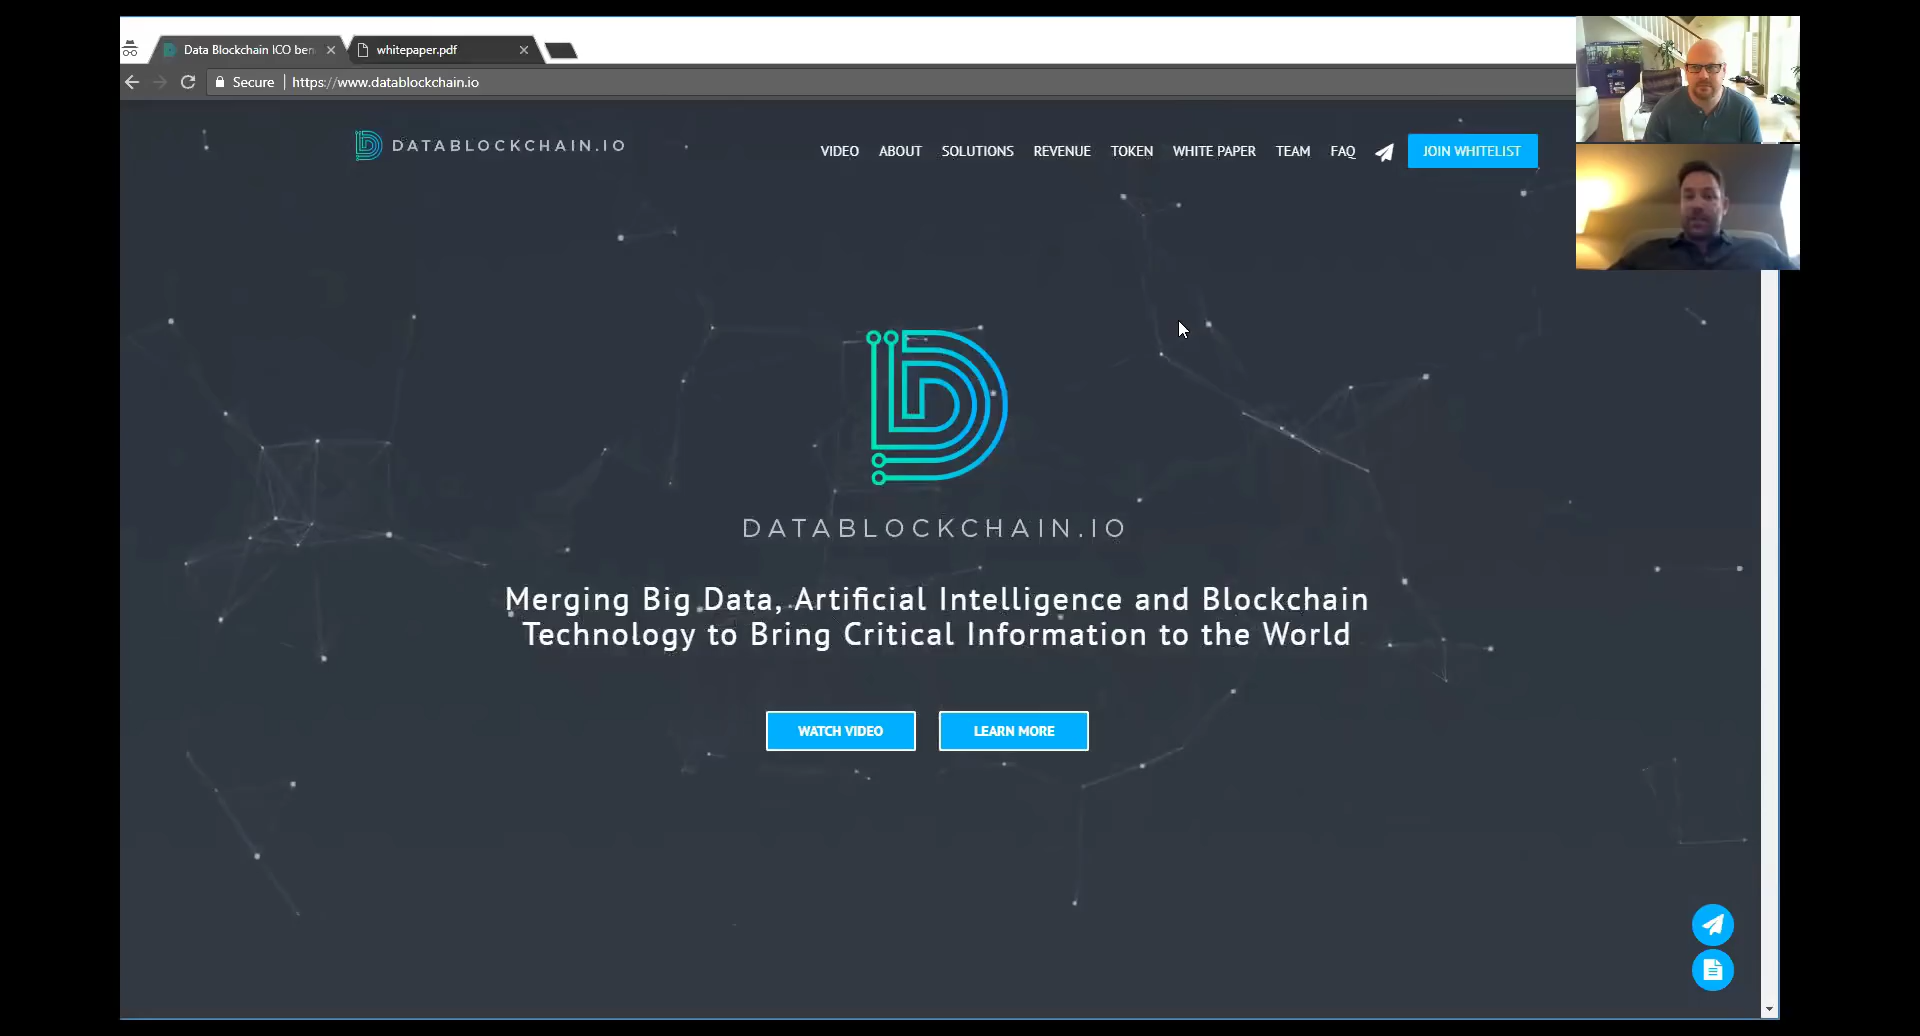 Data Blockchain ICO ben
whitepaper.pdf
Secure
https://www.datablockchain.io
DATABLOCKCHAIN.IO
VIDEO
ABOUT
SOLUTIONS
REVENUE
TOKEN
WHITE PAPER
TEAM
FAQ
JOIN WHITELIST
DATABLOCKCHAIN.IO
Merging Big Data, Artificial Intelligence and Blockchain
Technology to Bring Critical Information to the World
WATCH VIDEO
LEARN MORE